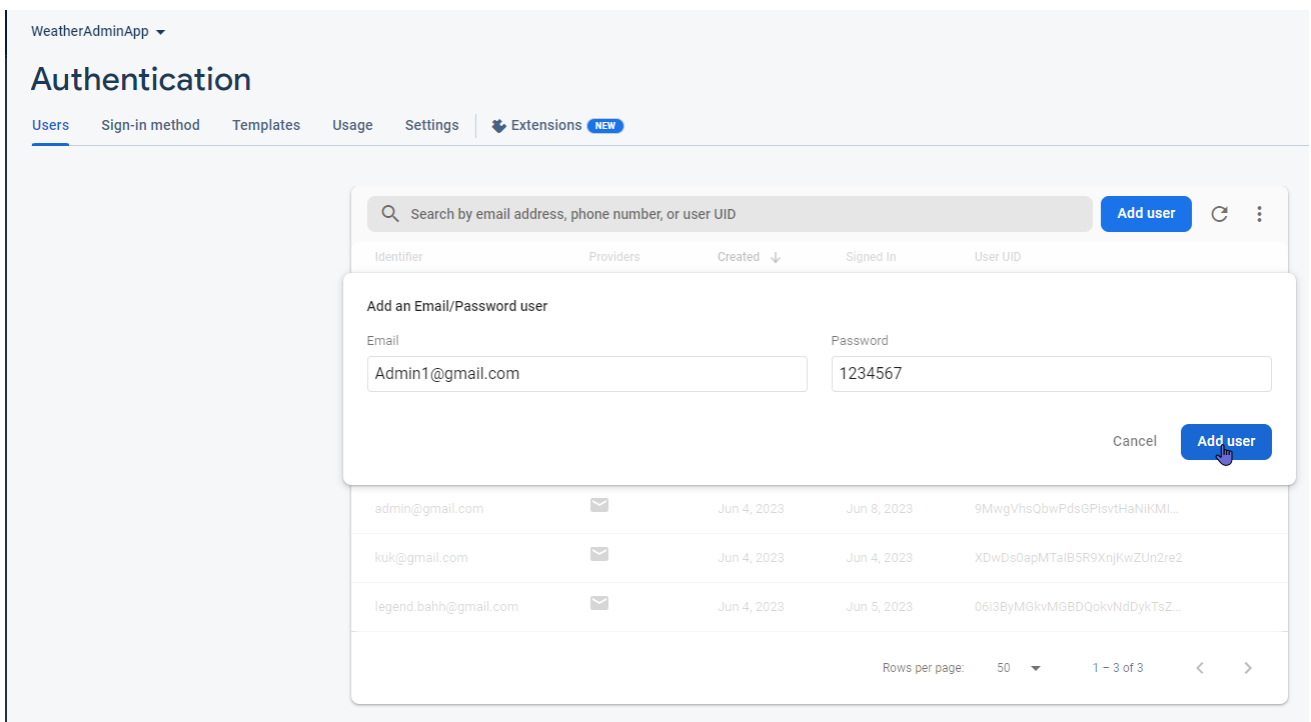 WeatherAdminApp
Authentication
Users Sign-in method Templates Usage Settings Extensions NEW
Search by email address, phone number, or user UID Add user
Identifier Providers Created Signed In User UID
Add an Email/Password user
Email Password
Admin1@gmail.com 1234567
Cancel Add user
admin@gmail.com Jun 4, 2023 Jun 8, 2023 9MwgVhsQbwPdsGPisvtHaNiKMI...
kuk@gmail.com Jun 4, 2023 Jun 4, 2023 XDwDs0apMTalB5R9XnjKwZUn2re2
legend.bahh@gmail.com Jun 4, 2023 Jun 5, 2023 06i3ByMGkvMGBDQokvNdDykTsZ...
Rows per page: 50 1 – 3 of 3